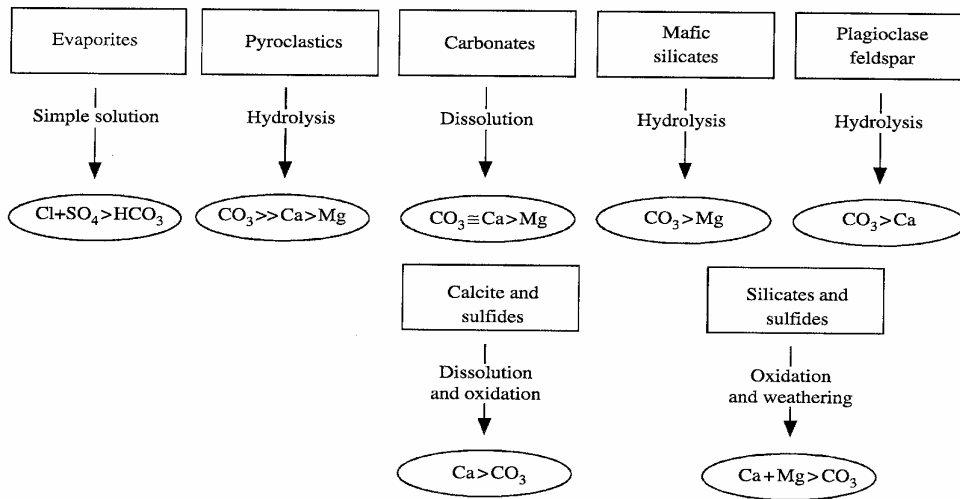 Evaporites
Pyroclastics
Carbonates
Mafic
silicates
Plagioclase
feldspar
Simple solution
Hydrolysis
Dissolution
Hydrolysis
Hydrolysis
Cl+SO₄>HCO₃
CO₃>>Ca>Mg
CO₃≡Ca>Mg
CO₃>Mg
CO₃>Ca
Calcite and
sulfides
Silicates and
sulfides
Dissolution
and oxidation
Oxidation
and weathering
Ca>CO₃
Ca+Mg>CO₃